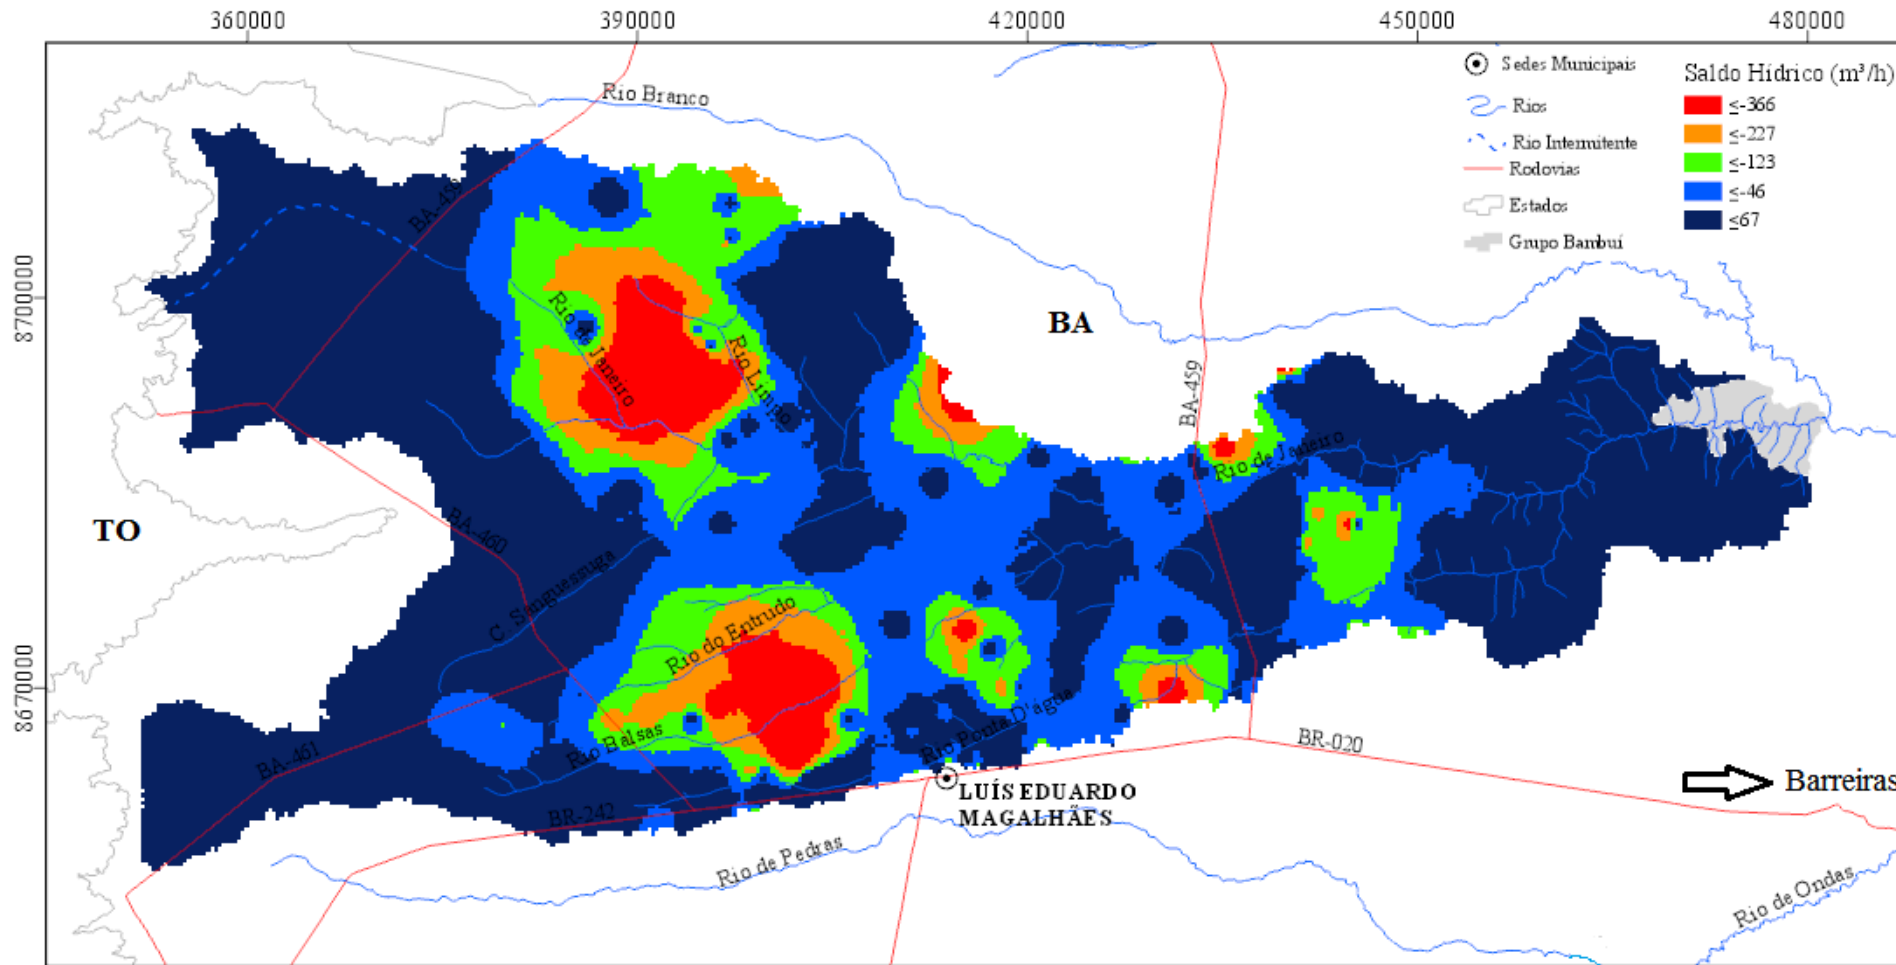 360000
390000
420000
450000
480000
8700000
8670000
Sedes Municipais
Rios
Rio Intermitente
Rodovias
Estados
Grupo Bambuí
Saldo Hídrico (m³/h)
≤-366
≤-227
≤-123
≤-46
≤67
Rio Branco
BA-459
Rio de Janeiro
Rio Limpo
BA
BA-459
Rio de Janeiro
TO
BA-460
C. Sanguessuga
Rio do Entrudo
Rio Balsas
Rio Ponta D'água
BA-461
BR-242
BR-020
LUÍS EDUARDO
MAGALHÃES
Barreiras
Rio de Pedras
Rio de Ondas